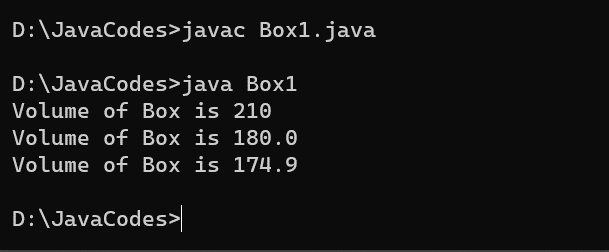 D:\JavaCodes>javac Box1.java
D:\JavaCodes>java Box1
Volume of Box is 210
Volume of Box is 180.0
Volume of Box is 174.9
D:\JavaCodes>